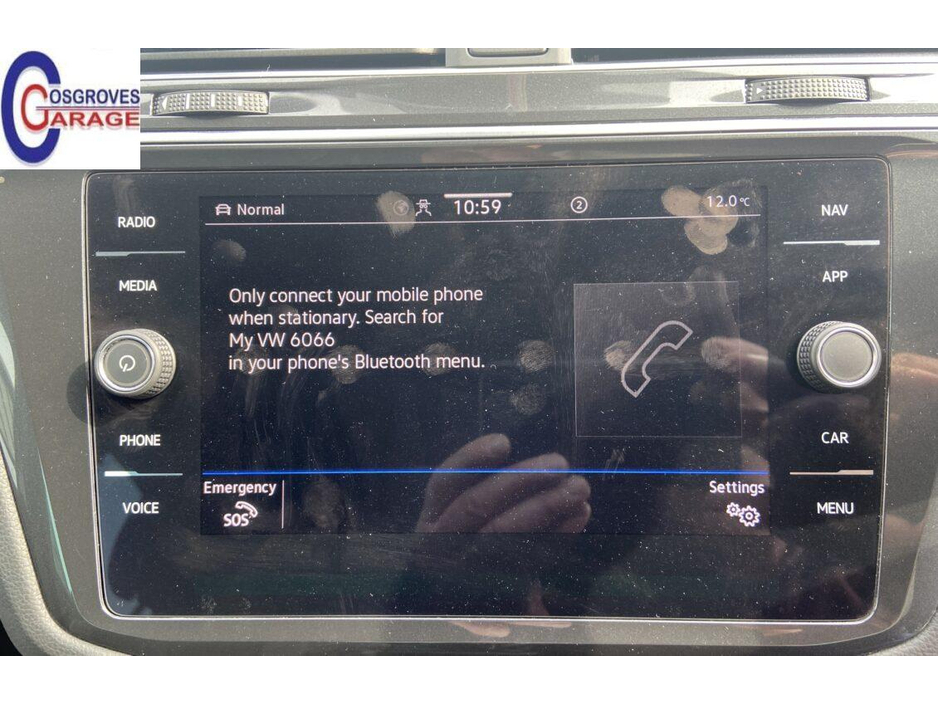 COSGROVES
GARAGE
RADIO
MEDIA
PHONE
VOICE
Normal
10:59
2
12.0 °C
Only connect your mobile phone
when stationary. Search for
My VW 6066
in your phone's Bluetooth menu.
Emergency
SOS
Settings
NAV
APP
CAR
MENU